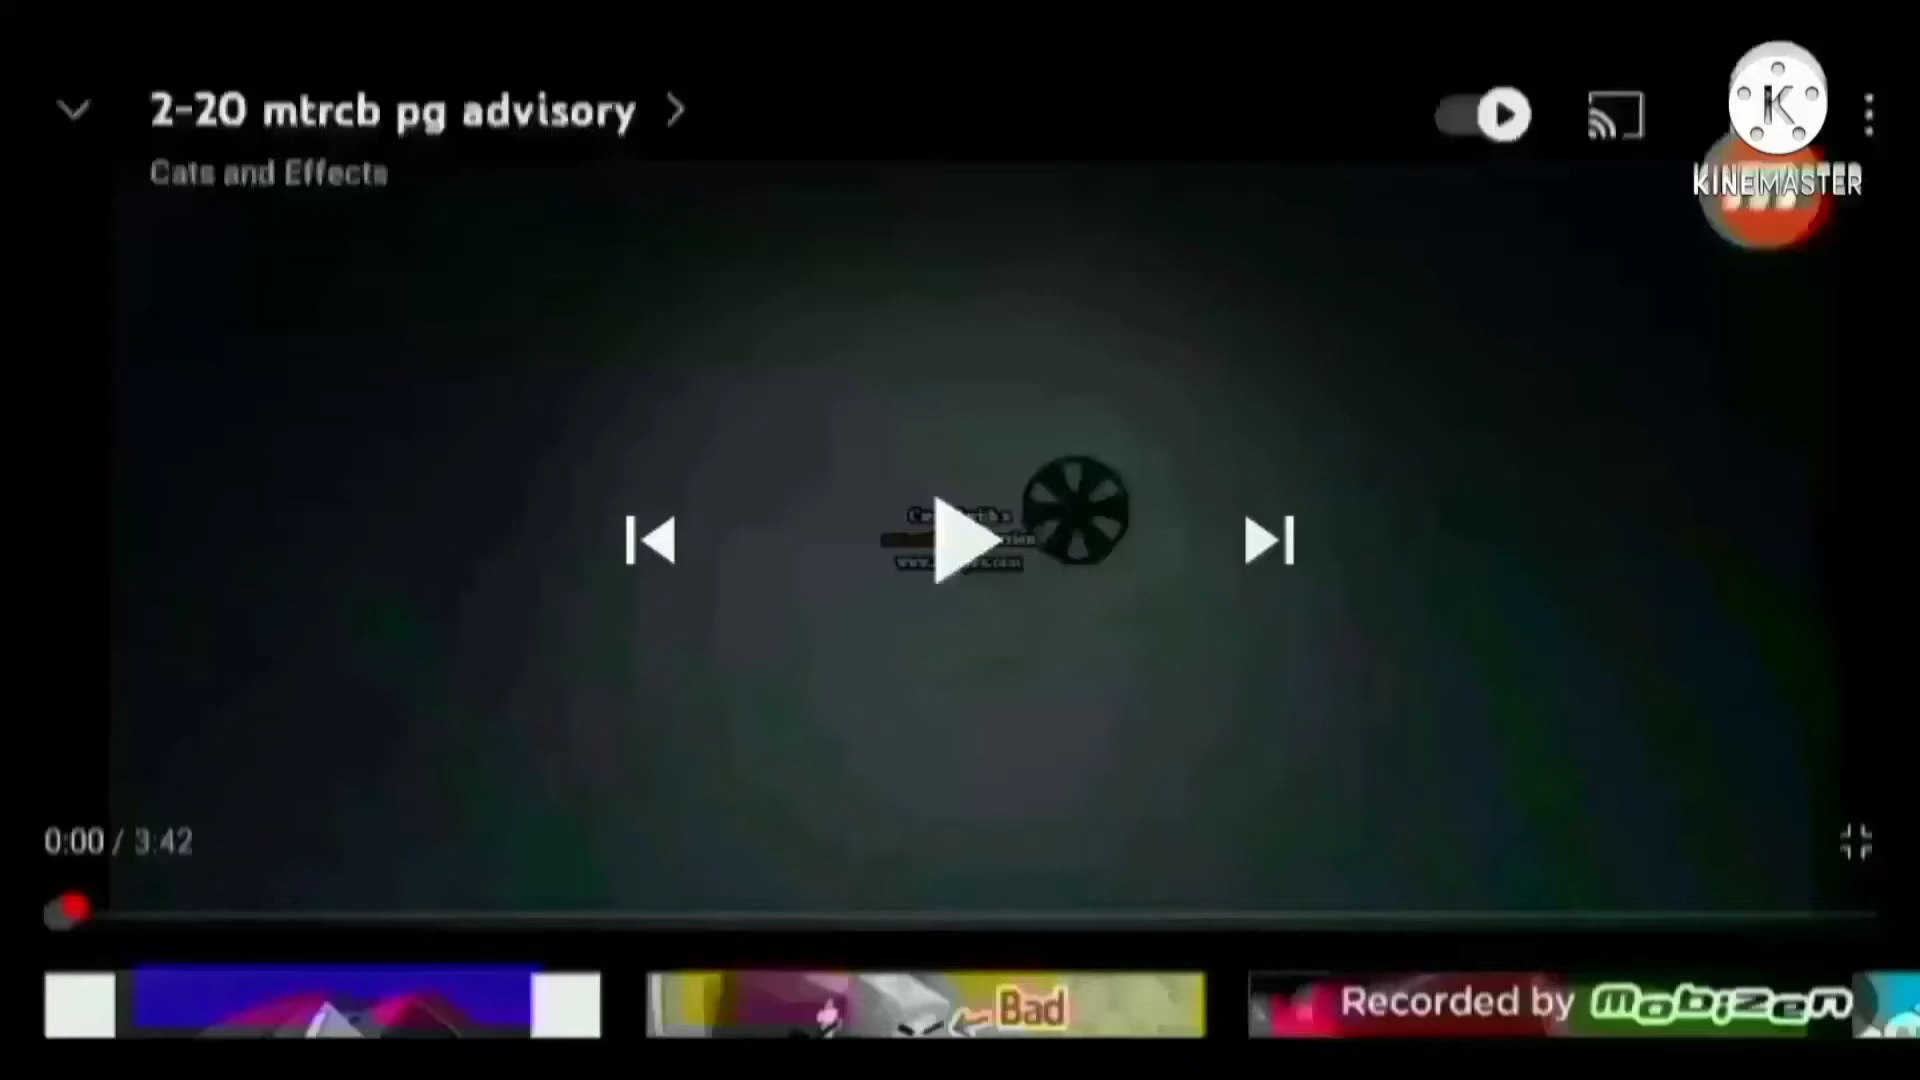 2-20 mtrcb pg advisory
Cats and Effects
K
KINEMASTER
0:00 / 3:42
Bad
Recorded by mobizen